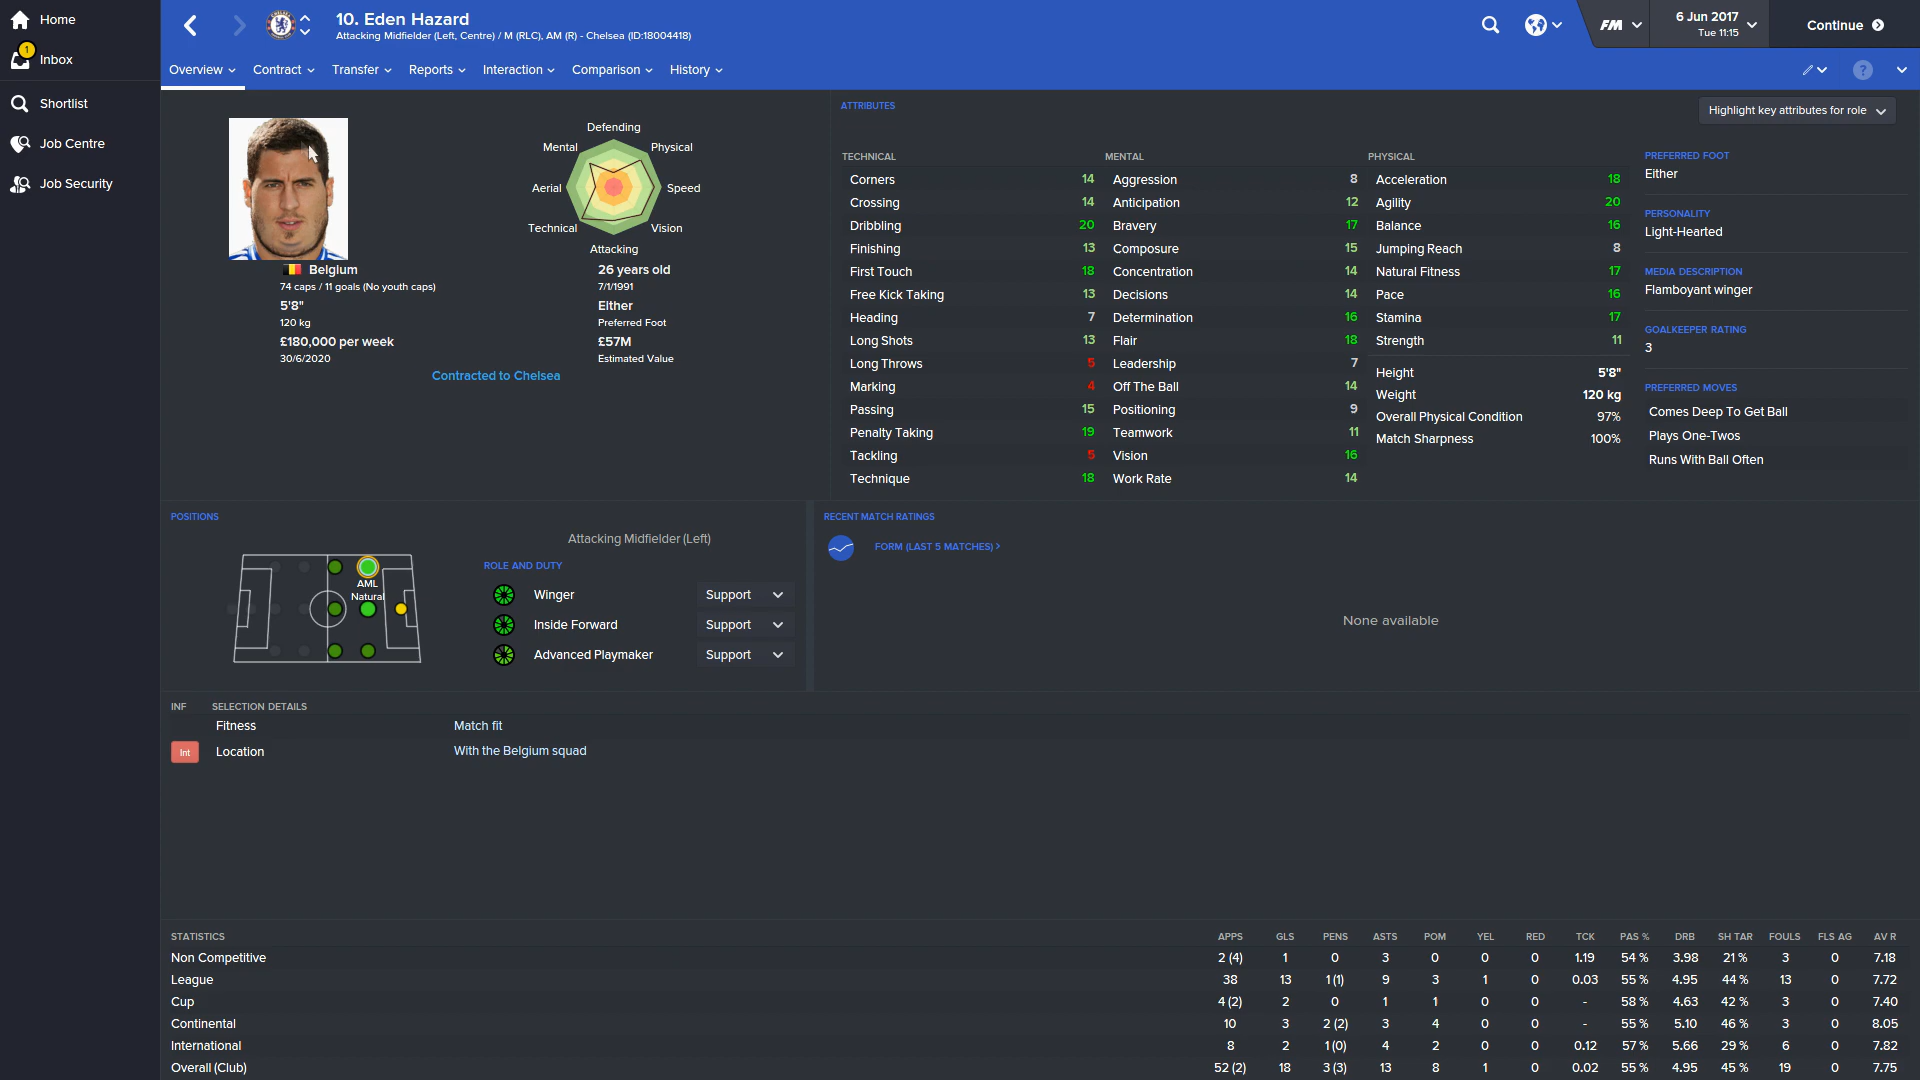 Home
1
Inbox
Shortlist
Job Centre
Job Security
10. Eden Hazard
Attacking Midfielder (Left, Centre) / M (RLC), AM (R) - Chelsea (ID:18004418)
FM
6 Jun 2017
Tue 11:15
Continue
Overview
Contract
Transfer
Reports
Interaction
Comparison
History
?
Defending
Mental
Physical
Aerial
Speed
Technical
Vision
Attacking
Belgium
74 caps / 11 goals (No youth caps)
5'8"
120 kg
£180,000 per week
30/6/2020
26 years old
7/1/1991
Either
Preferred Foot
£57M
Estimated Value
Contracted to Chelsea
ATTRIBUTES
Highlight key attributes for role
TECHNICAL
Corners 14
Crossing 14
Dribbling 20
Finishing 13
First Touch 18
Free Kick Taking 13
Heading 7
Long Shots 13
Long Throws 5
Marking 4
Passing 15
Penalty Taking 19
Tackling 5
Technique 18
MENTAL
Aggression 8
Anticipation 12
Bravery 17
Composure 15
Concentration 14
Decisions 14
Determination 16
Flair 18
Leadership 7
Off The Ball 14
Positioning 9
Teamwork 11
Vision 16
Work Rate 14
PHYSICAL
Acceleration 18
Agility 20
Balance 16
Jumping Reach 8
Natural Fitness 17
Pace 16
Stamina 17
Strength 11
Height 5'8"
Weight 120 kg
Overall Physical Condition 97%
Match Sharpness 100%
PREFERRED FOOT
Either
PERSONALITY
Light-Hearted
MEDIA DESCRIPTION
Flamboyant winger
GOALKEEPER RATING
3
PREFERRED MOVES
Comes Deep To Get Ball
Plays One-Twos
Runs With Ball Often
POSITIONS
AML
Natural
Attacking Midfielder (Left)
ROLE AND DUTY
Winger Support
Inside Forward Support
Advanced Playmaker Support
RECENT MATCH RATINGS
FORM (LAST 5 MATCHES) >
None available
INF SELECTION DETAILS
Fitness Match fit
Int Location With the Belgium squad
STATISTICS APPS GLS PENS ASTS POM YEL RED TCK PAS % DRB SH TAR FOULS FLS AG AV R
Non Competitive 2 (4) 1 0 3 0 0 0 1.19 54 % 3.98 21 % 3 0 7.18
League 38 13 1 (1) 9 3 1 0 0.03 55 % 4.95 44 % 13 0 7.72
Cup 4 (2) 2 0 1 1 0 0 - 58 % 4.63 42 % 3 0 7.40
Continental 10 3 2 (2) 3 4 0 0 - 55 % 5.10 46 % 3 0 8.05
International 8 2 1 (0) 4 2 0 0 0.12 57 % 5.66 29 % 6 0 7.82
Overall (Club) 52 (2) 18 3 (3) 13 8 1 0 0.02 55 % 4.95 45 % 19 0 7.75